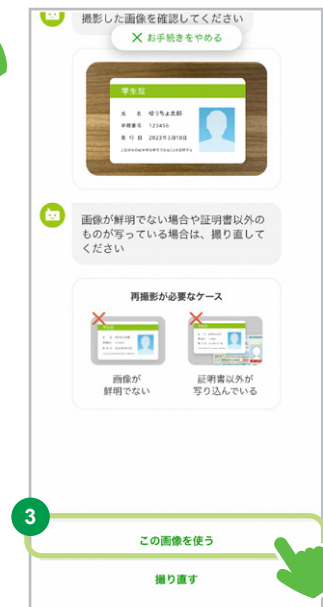 撮影した画像を確認してください
× お手続きをやめる
学生証
氏 名 ゆうちょ太郎
学籍番号 123456
発行日 2023年3月18日
画像が鮮明でない場合や証明書以外の
ものが写っている場合は、撮り直して
ください
再撮影が必要なケース
画像が
鮮明でない
証明書以外が
写り込んでいる
3
この画像を使う
撮り直す